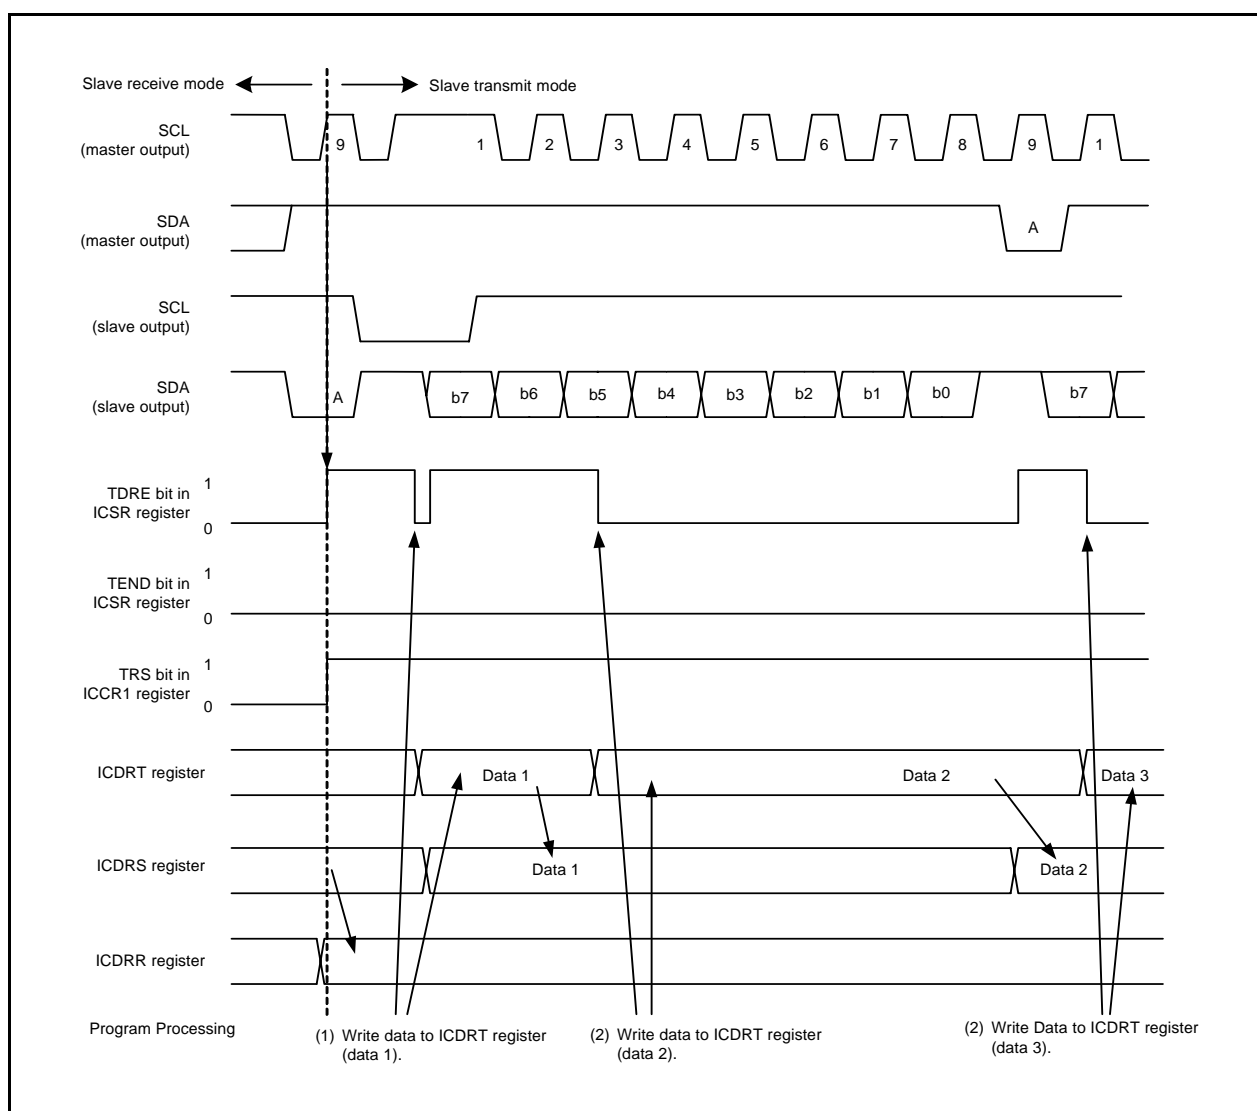 Slave receive mode
Slave transmit mode
SCL
(master output)
9
1
2
3
4
5
6
7
8
9
1
SDA
(master output)
A
SCL
(slave output)
SDA
(slave output)
A
b7
b6
b5
b4
b3
b2
b1
b0
b7
TDRE bit in
ICSR register
1
0
TEND bit in
ICSR register
1
0
TRS bit in
ICCR1 register
1
0
ICDRT register
Data 1
Data 2
Data 3
ICDRS register
Data 1
Data 2
ICDRR register
Program Processing
(1) Write data to ICDRT register
(data 1).
(2) Write data to ICDRT register
(data 2).
(2) Write Data to ICDRT register
(data 3).